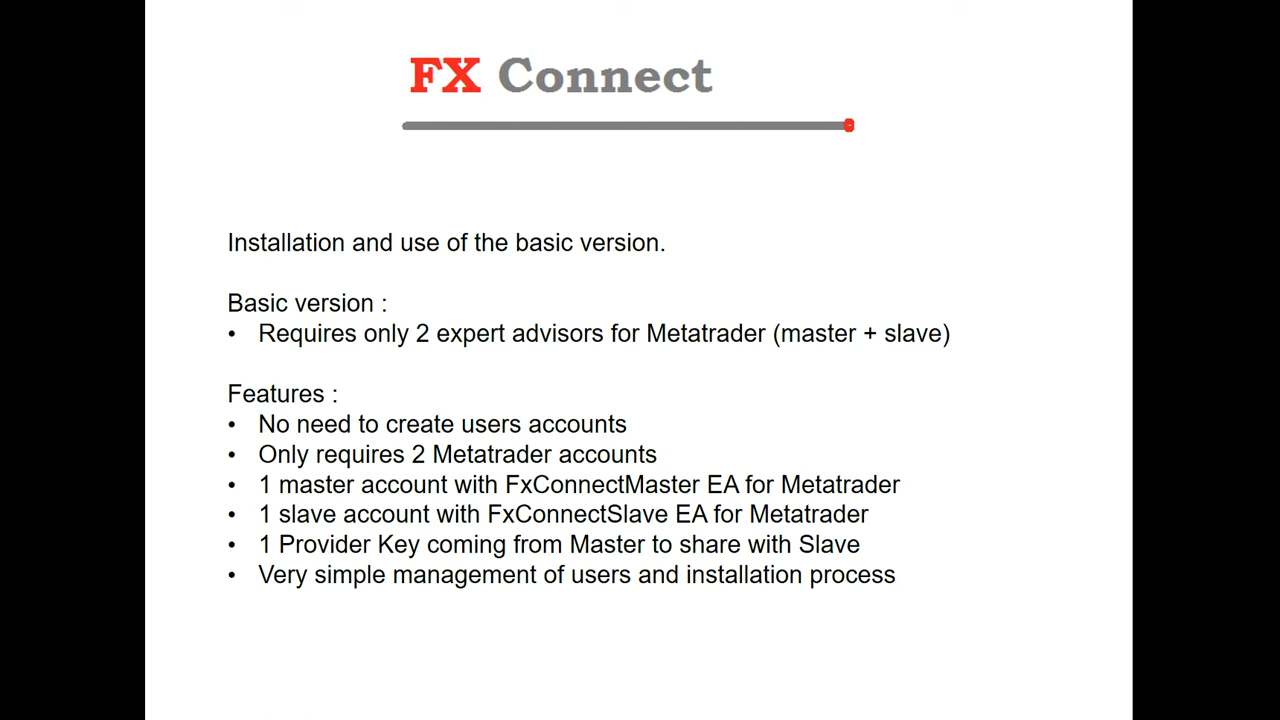 FX Connect
Installation and use of the basic version.
Basic version :
• Requires only 2 expert advisors for Metatrader (master + slave)
Features :
• No need to create users accounts
• Only requires 2 Metatrader accounts
• 1 master account with FxConnectMaster EA for Metatrader
• 1 slave account with FxConnectSlave EA for Metatrader
• 1 Provider Key coming from Master to share with Slave
• Very simple management of users and installation process